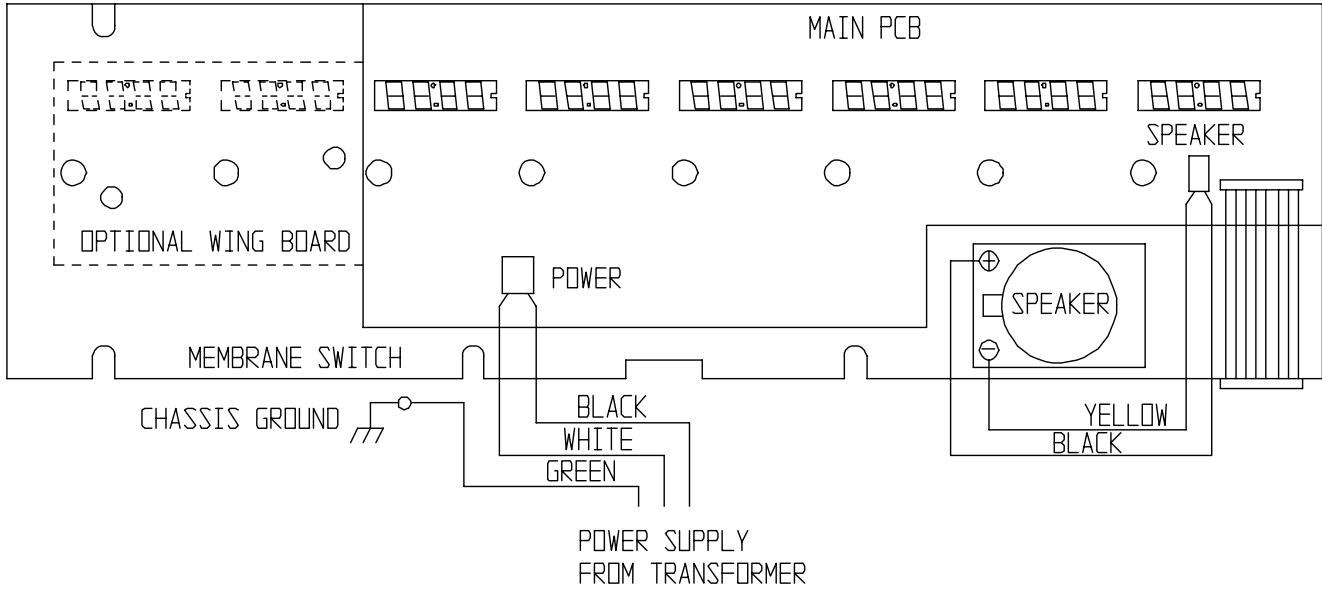 MAIN PCB
SPEAKER
OPTIONAL WING BOARD
POWER
SPEAKER
MEMBRANE SWITCH
CHASSIS GROUND
BLACK
YELLOW
WHITE
BLACK
GREEN
POWER SUPPLY
FROM TRANSFORMER